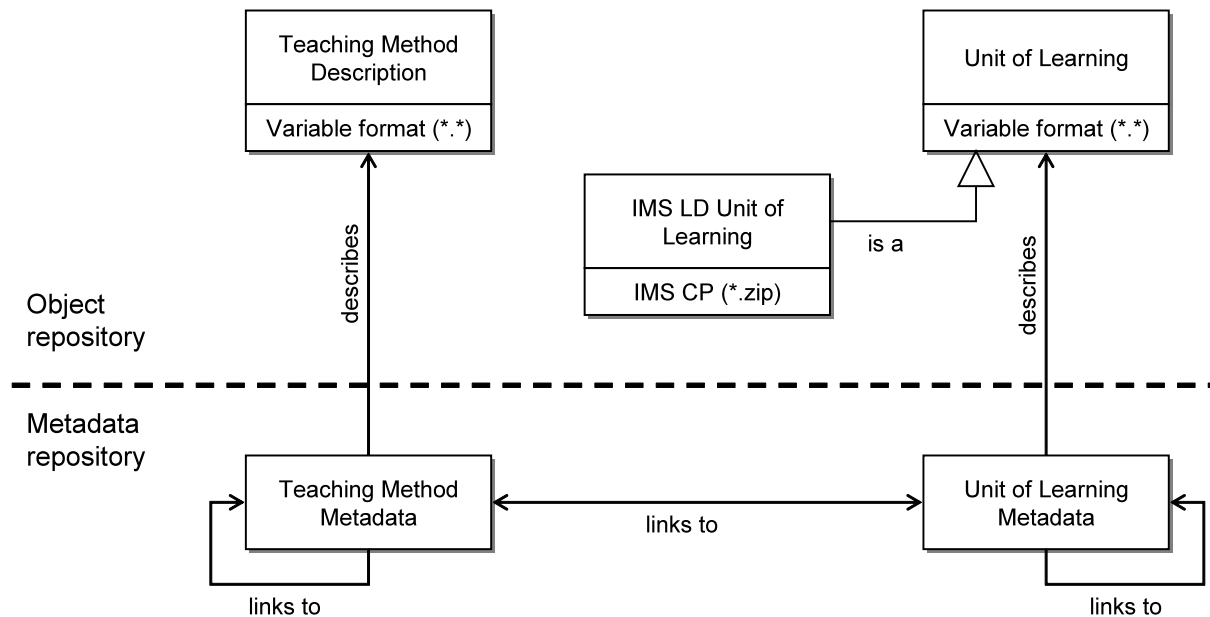 Teaching Method
Description
Variable format (*.*)
Unit of Learning
Variable format (*.*)
IMS LD Unit of
Learning
IMS CP (*.zip)
is a
describes
describes
Object
repository
Metadata
repository
Teaching Method
Metadata
links to
Unit of Learning
Metadata
links to
links to